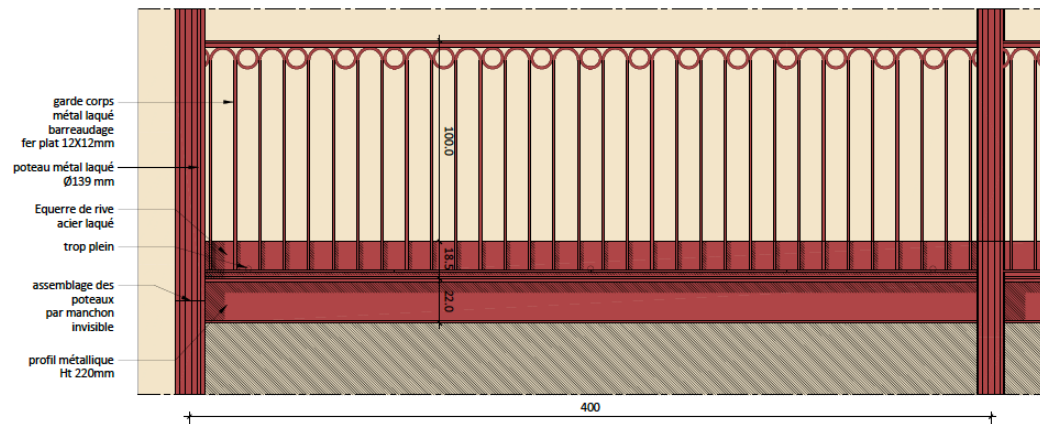 garde corps
métal laqué
barreaudage
fer plat 12X12mm
poteau métal laqué
Ø139 mm
Equerre de rive
acier laqué
trop plein
assemblage des
poteaux
par manchon
invisible
profil métallique
Ht 220mm
100.0
18.5
22.0
400